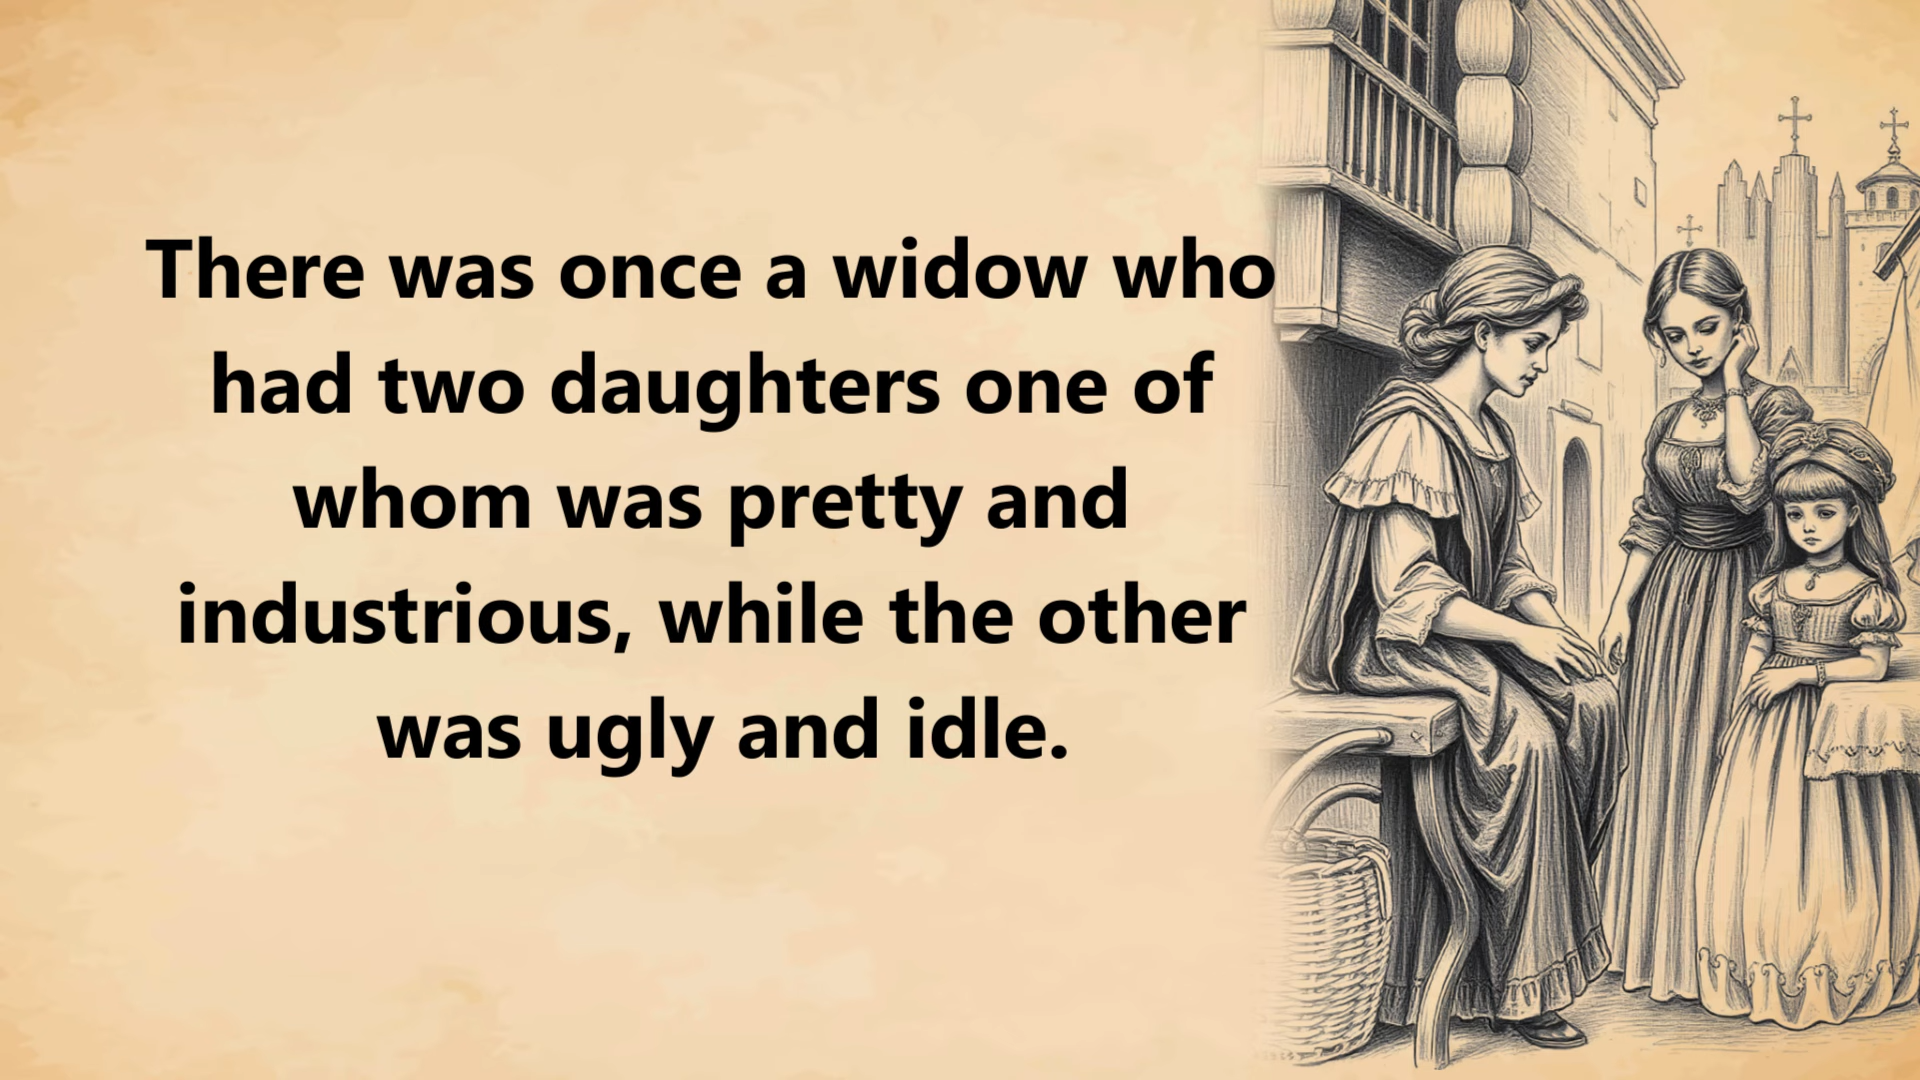 There was once a widow who
had two daughters one of
whom was pretty and
industrious, while the other
was ugly and idle.